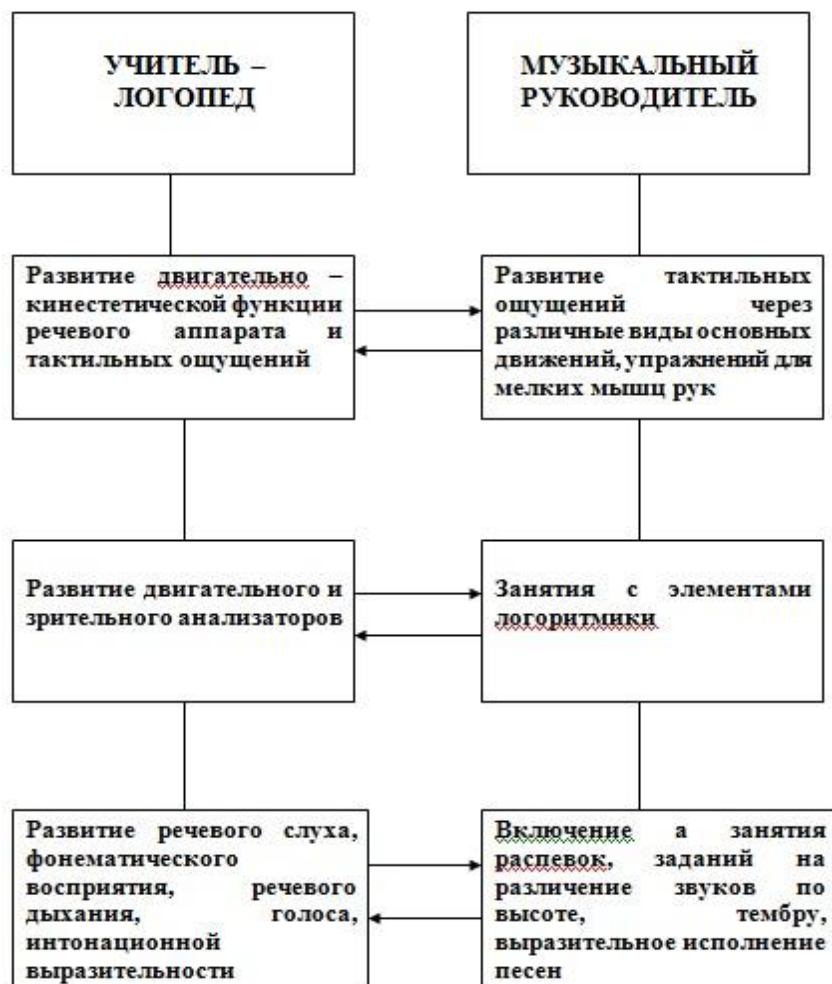 УЧИТЕЛЬ –
ЛОГОПЕД
МУЗЫКАЛЬНЫЙ
РУКОВОДИТЕЛЬ
Развитие двигательно –
кинестетической функции
речевого аппарата и
тактильных ощущений
Развитие тактильных
ощущений через
различные виды основных
движений, упражнений для
мелких мышц рук
Развитие двигательного и
зрительного анализаторов
Занятия с элементами
логоритмики
Развитие речевого слуха,
фонематического
восприятия, речевого
дыхания, голоса,
интонационной
выразительности
Включение а занятия
распевок, заданий на
различение звуков по
высоте, тембру,
выразительное исполнение
песен